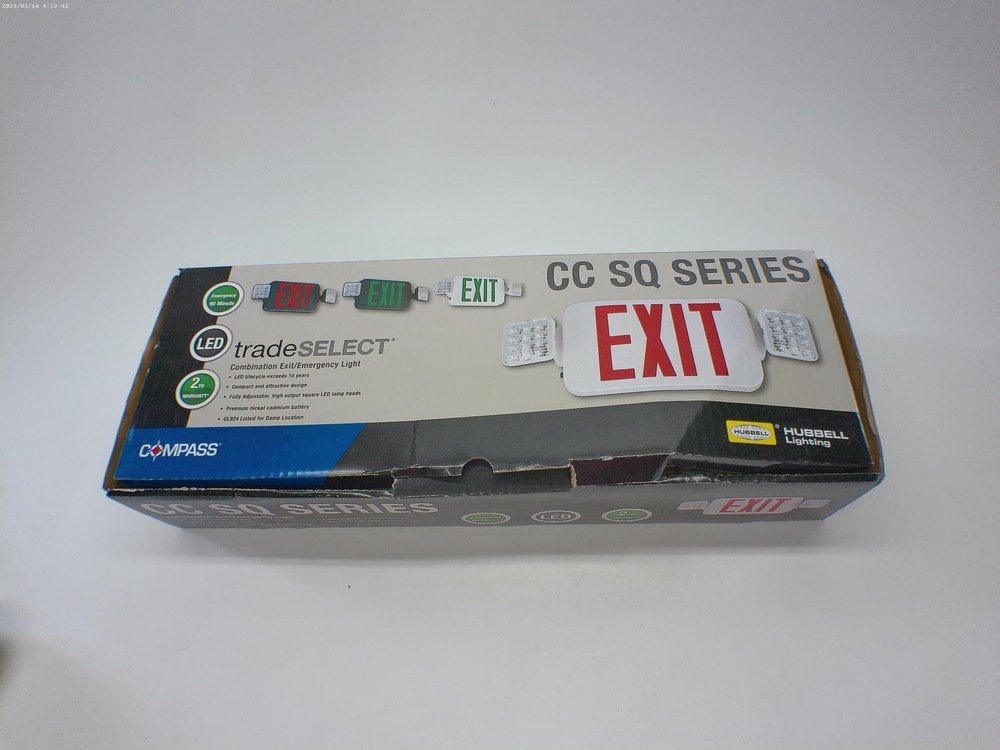 2023/03/14 4:52:42
CC SQ SERIES
Emergency
90 Minute
EXIT
EXIT
EXIT
EXIT
LED
tradeSELECT®
Combination Exit/Emergency Light
• LED lifecycle exceeds 10 years
• Compact and attractive design
• Fully Adjustable, high output square LED lamp heads
• Premium nickel cadmium battery
• UL924 Listed for Damp Location
2 YR
WARRANTY*
COMPASS®
HUBBELL®
HUBBELL
Lighting
CC SQ SERIES
LED
2
EXIT